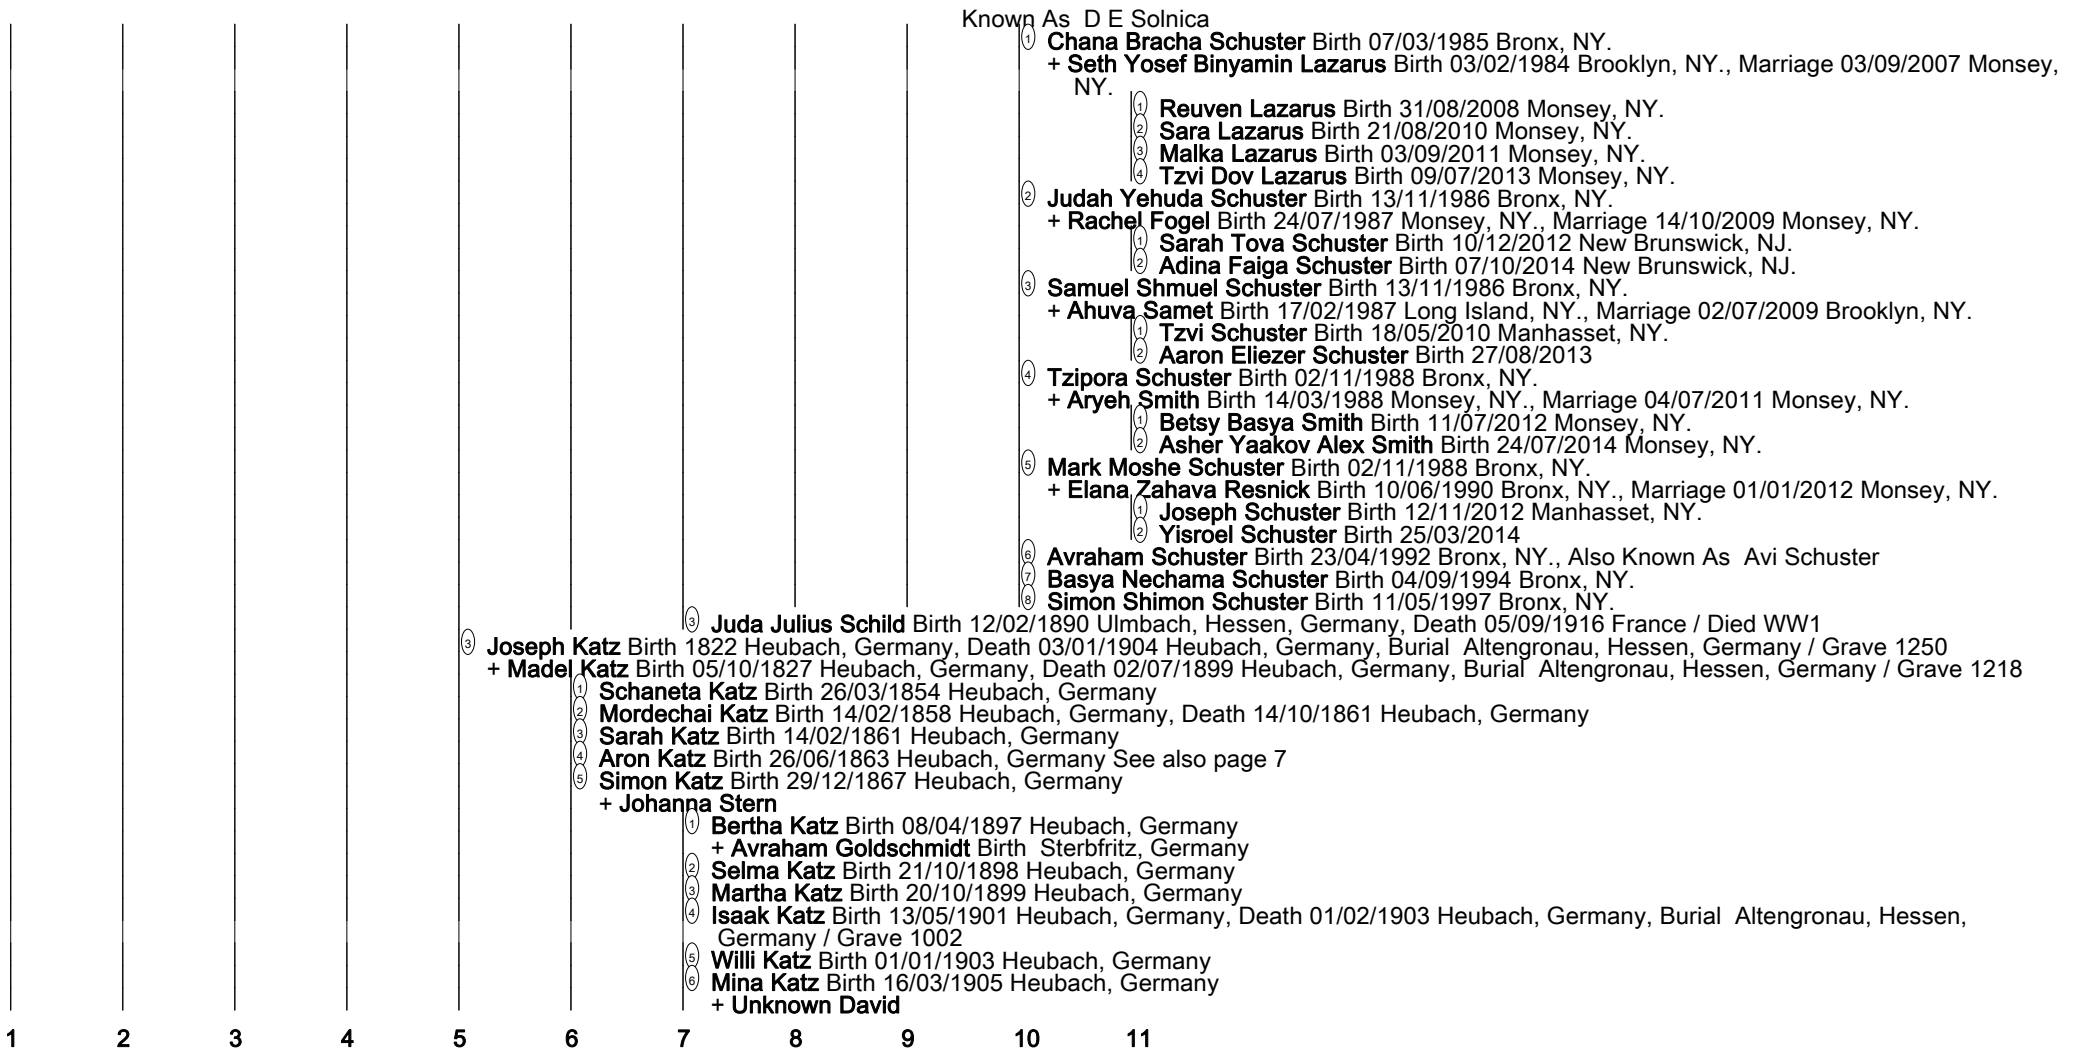 Known As D E Solnica
1 Chana Bracha Schuster Birth 07/03/1985 Bronx, NY.
+ Seth Yosef Binyamin Lazarus Birth 03/02/1984 Brooklyn, NY., Marriage 03/09/2007 Monsey,
NY.
1 Reuven Lazarus Birth 31/08/2008 Monsey, NY.
2 Sara Lazarus Birth 21/08/2010 Monsey, NY.
3 Malka Lazarus Birth 03/09/2011 Monsey, NY.
4 Tzvi Dov Lazarus Birth 09/07/2013 Monsey, NY.
2 Judah Yehuda Schuster Birth 13/11/1986 Bronx, NY.
+ Rachel Fogel Birth 24/07/1987 Monsey, NY., Marriage 14/10/2009 Monsey, NY.
1 Sarah Tova Schuster Birth 10/12/2012 New Brunswick, NJ.
2 Adina Faiga Schuster Birth 07/10/2014 New Brunswick, NJ.
3 Samuel Shmuel Schuster Birth 13/11/1986 Bronx, NY.
+ Ahuva Samet Birth 17/02/1987 Long Island, NY., Marriage 02/07/2009 Brooklyn, NY.
1 Tzvi Schuster Birth 18/05/2010 Manhasset, NY.
2 Aaron Eliezer Schuster Birth 27/08/2013
4 Tzipora Schuster Birth 02/11/1988 Bronx, NY.
+ Aryeh Smith Birth 14/03/1988 Monsey, NY., Marriage 04/07/2011 Monsey, NY.
1 Betsy Basya Smith Birth 11/07/2012 Monsey, NY.
2 Asher Yaakov Alex Smith Birth 24/07/2014 Monsey, NY.
5 Mark Moshe Schuster Birth 02/11/1988 Bronx, NY.
+ Elana Zahava Resnick Birth 10/06/1990 Bronx, NY., Marriage 01/01/2012 Monsey, NY.
1 Joseph Schuster Birth 12/11/2012 Manhasset, NY.
2 Yisroel Schuster Birth 25/03/2014
6 Avraham Schuster Birth 23/04/1992 Bronx, NY., Also Known As Avi Schuster
7 Basya Nechama Schuster Birth 04/09/1994 Bronx, NY.
8 Simon Shimon Schuster Birth 11/05/1997 Bronx, NY.
3 Juda Julius Schild Birth 12/02/1890 Ulmbach, Hessen, Germany, Death 05/09/1916 France / Died WW1
3 Joseph Katz Birth 1822 Heubach, Germany, Death 03/01/1904 Heubach, Germany, Burial Altengronau, Hessen, Germany / Grave 1250
+ Madel Katz Birth 05/10/1827 Heubach, Germany, Death 02/07/1899 Heubach, Germany, Burial Altengronau, Hessen, Germany / Grave 1218
1 Schaneta Katz Birth 26/03/1854 Heubach, Germany
2 Mordechai Katz Birth 14/02/1858 Heubach, Germany, Death 14/10/1861 Heubach, Germany
3 Sarah Katz Birth 14/02/1861 Heubach, Germany
4 Aron Katz Birth 26/06/1863 Heubach, Germany See also page 7
5 Simon Katz Birth 29/12/1867 Heubach, Germany
+ Johanna Stern
1 Bertha Katz Birth 08/04/1897 Heubach, Germany
+ Avraham Goldschmidt Birth Sterbfritz, Germany
2 Selma Katz Birth 21/10/1898 Heubach, Germany
3 Martha Katz Birth 20/10/1899 Heubach, Germany
4 Isaak Katz Birth 13/05/1901 Heubach, Germany, Death 01/02/1903 Heubach, Germany, Burial Altengronau, Hessen,
Germany / Grave 1002
5 Willi Katz Birth 01/01/1903 Heubach, Germany
6 Mina Katz Birth 16/03/1905 Heubach, Germany
+ Unknown David
1 2 3 4 5 6 7 8 9 10 11